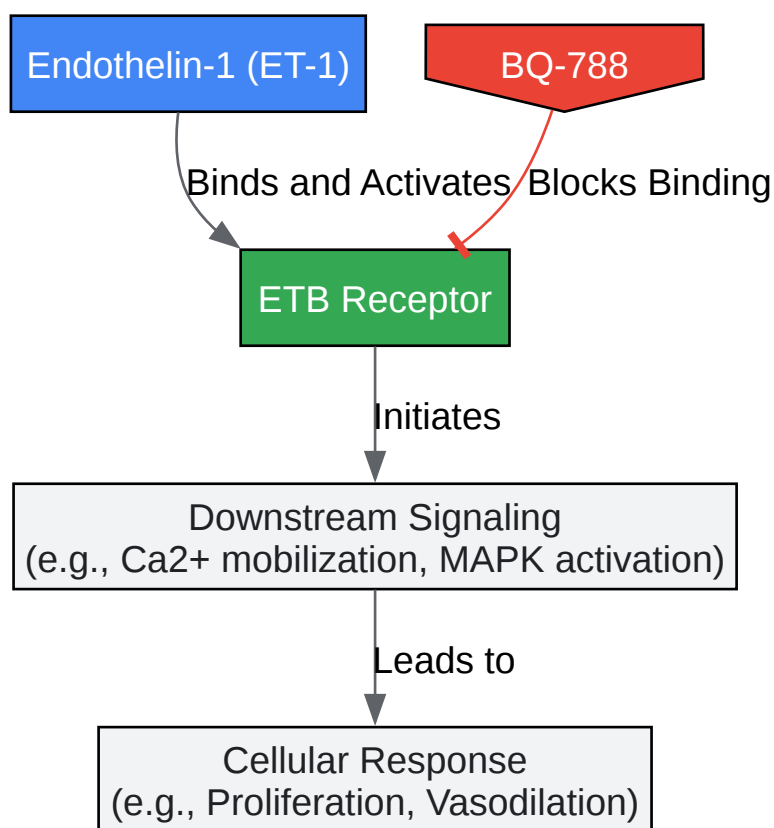 Endothelin-1 (ET-1)
BQ-788
Binds and Activates
Blocks Binding
ETB Receptor
Initiates
Downstream Signaling
(e.g., Ca2+ mobilization, MAPK activation)
Leads to
Cellular Response
(e.g., Proliferation, Vasodilation)